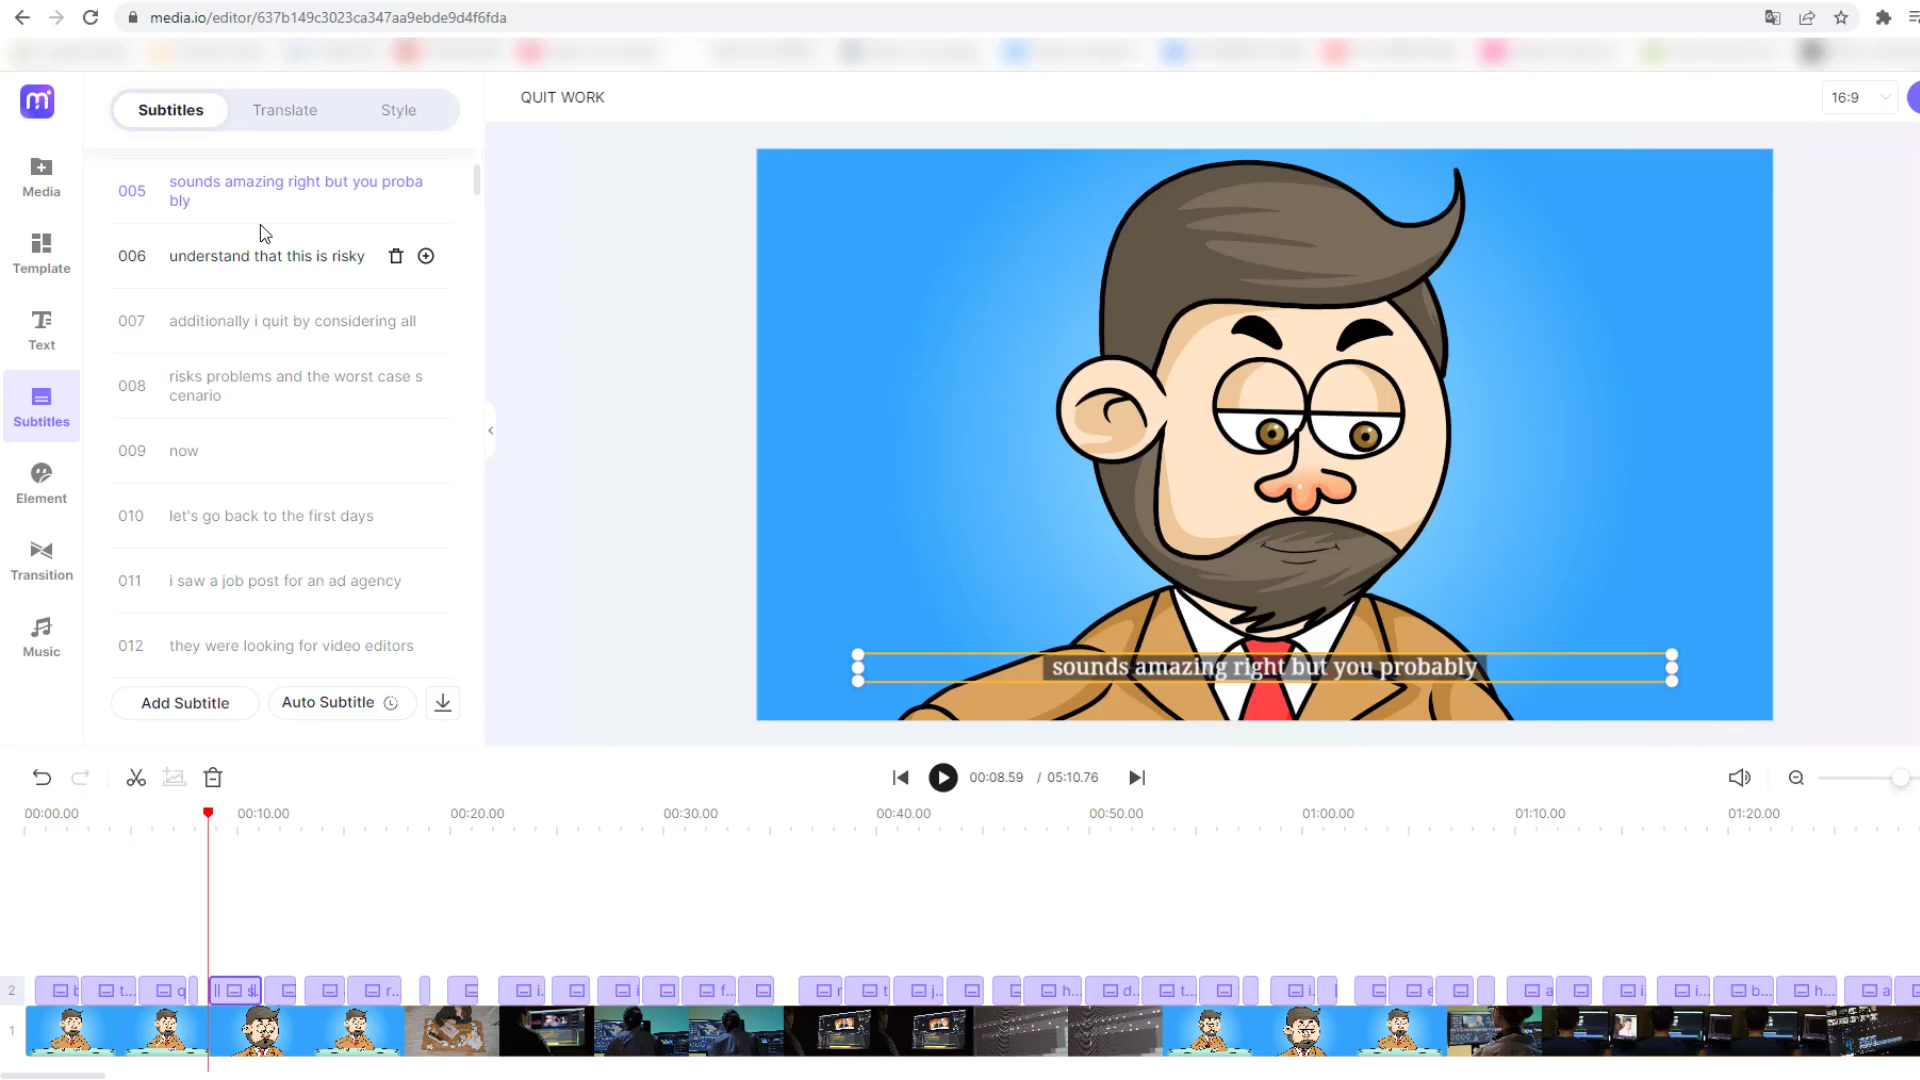 media.io/editor/637b149c3023ca347aa9ebde9d4f6fda
Subtitles
Translate
Style
QUIT WORK
16:9
Media
Template
Text
Subtitles
Element
Transition
Music
005
sounds amazing right but you proba
bly
006
understand that this is risky
007
additionally i quit by considering all
008
risks problems and the worst case s
cenario
009
now
010
let's go back to the first days
011
i saw a job post for an ad agency
012
they were looking for video editors
Add Subtitle
Auto Subtitle
sounds amazing right but you probably
00:08.59 / 05:10.76
00:00.00 00:10.00 00:20.00 00:30.00 00:40.00 00:50.00 01:00.00 01:10.00 01:20.00
2
t...
q
r...
i.
f...
t
j...
h...
d...
t...
i.
a
i
i...
b...
h...
a
1